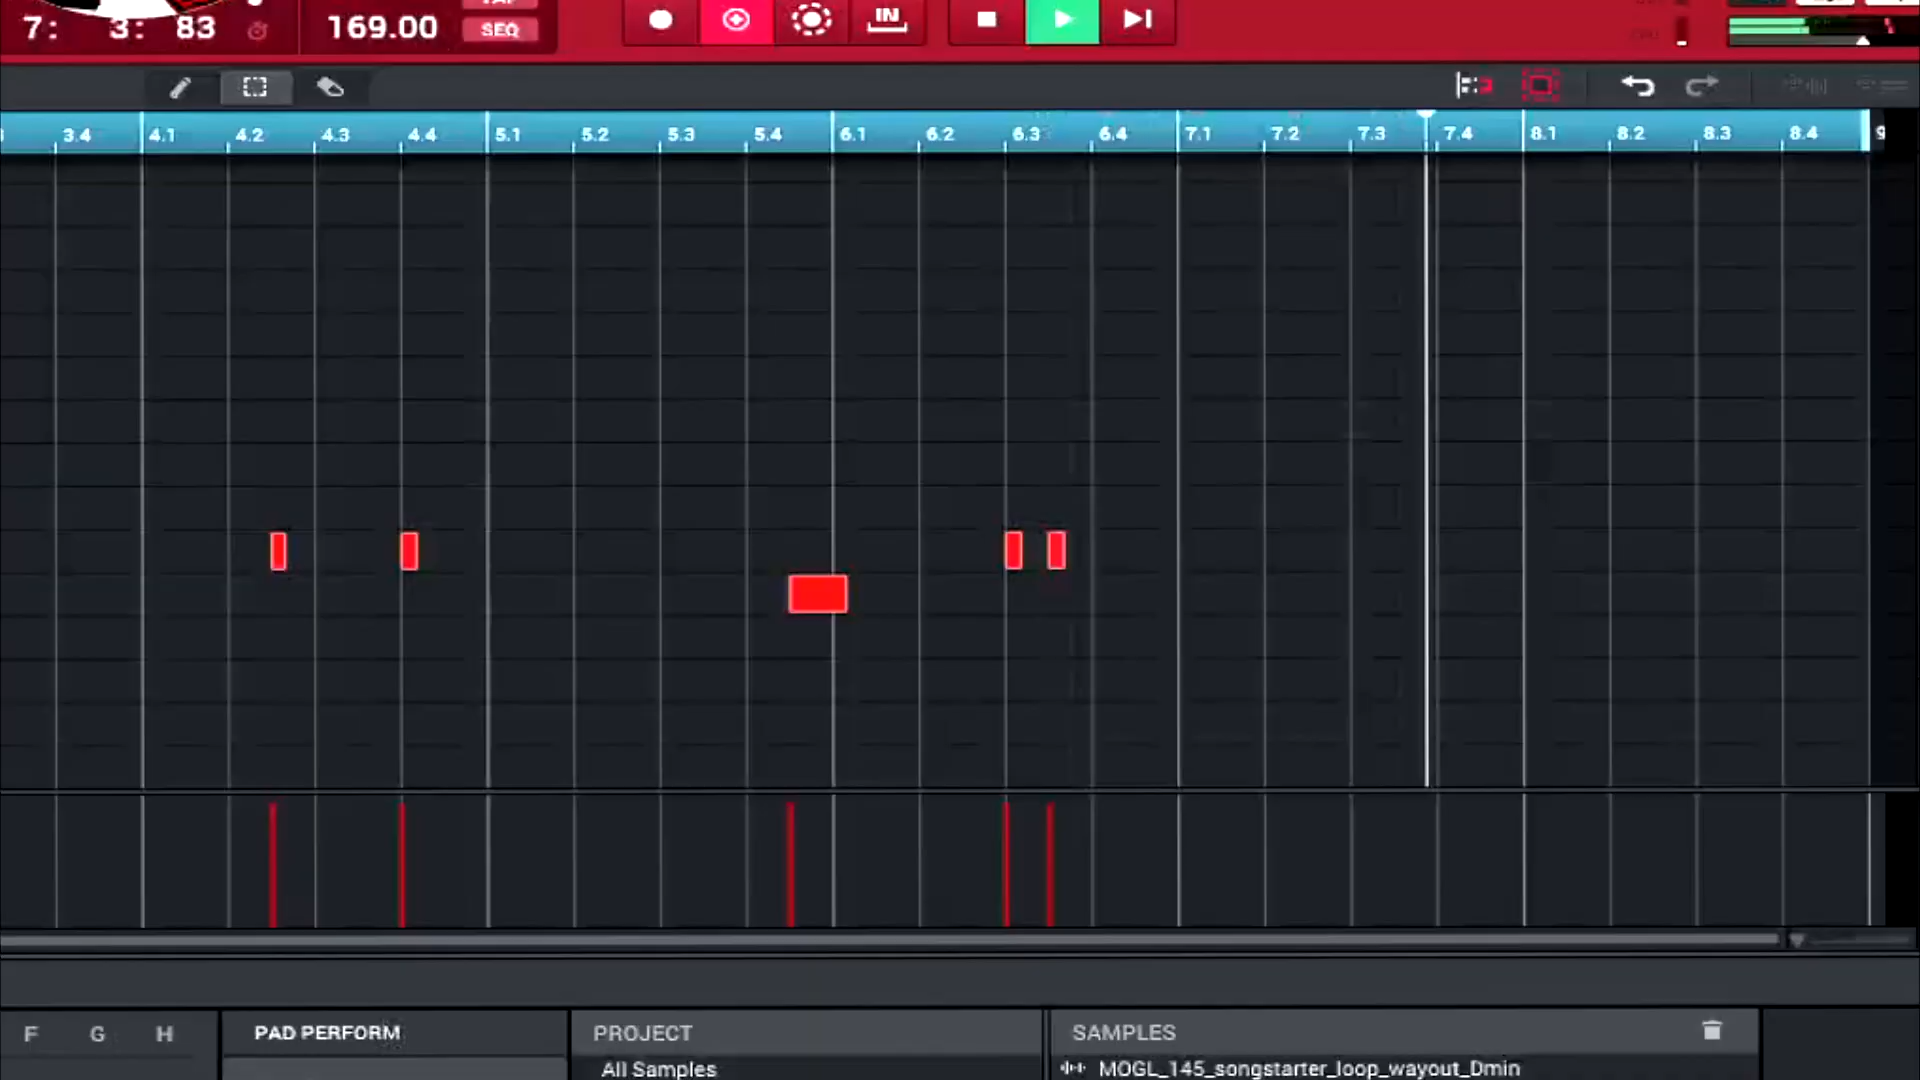 7: 3: 83 169.00 SEQ IN
3.4 4.1 4.2 4.3 4.4 5.1 5.2 5.3 5.4 6.1 6.2 6.3 6.4 7.1 7.2 7.3 7.4 8.1 8.2 8.3 8.4 9
F G H PAD PERFORM PROJECT SAMPLES
All Samples MOGL_145_songstarter_loop_wayout_Dmin